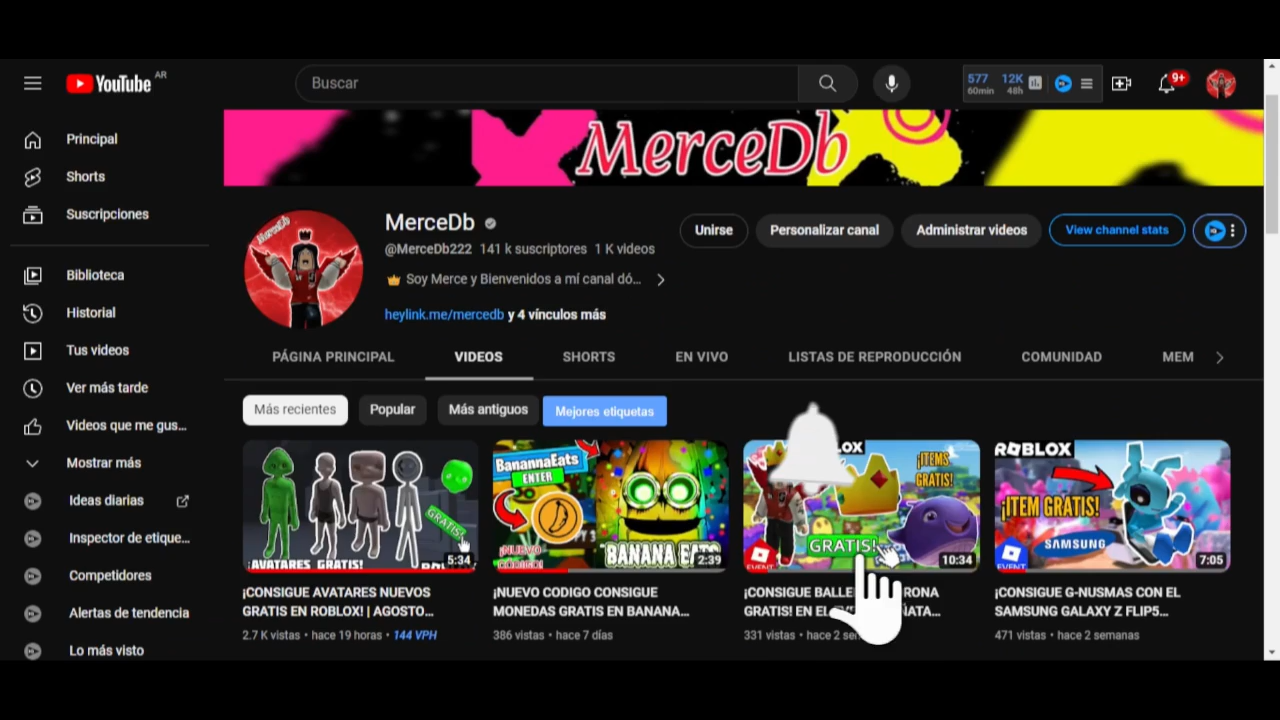 YouTube AR
Buscar
577 60min
12K 48h
9+
Principal
Shorts
Suscripciones
Biblioteca
Historial
Tus videos
Ver más tarde
Videos que me gus...
Mostrar más
Ideas diarias
Inspector de etique...
Competidores
Alertas de tendencia
Lo más visto
MerceDb
MerceDb
MerceDb
@MerceDb222 141 k suscriptores 1 K videos
Soy Merce y Bienvenidos a mí canal dó...
heylink.me/mercedb y 4 vínculos más
Unirse
Personalizar canal
Administrar videos
View channel stats
PÁGINA PRINCIPAL
VIDEOS
SHORTS
EN VIVO
LISTAS DE REPRODUCCIÓN
COMUNIDAD
MEM
Más recientes
Popular
Más antiguos
Mejores etiquetas
GRATIS!
AVATARES GRATIS!
5:34
¡CONSIGUE AVATARES NUEVOS
GRATIS EN ROBLOX! | AGOSTO...
2.7 K vistas • hace 19 horas • 144 VPH
BanannaEats
ENTER
¡NUEVO
CODIGO!
BANANA EATS
2:39
¡NUEVO CODIGO CONSIGUE
MONEDAS GRATIS EN BANANA...
386 vistas • hace 7 días
LOX
¡ITEMS
GRATIS!
GRATIS!
EVENT
10:34
¡CONSIGUE BALLE
RONA
GRATIS! EN EL
ÑATA...
331 vistas • hace 2 se
ROBLOX
¡ITEM GRATIS!
SAMSUNG
EVENT
7:05
¡CONSIGUE G-NUSMAS CON EL
SAMSUNG GALAXY Z FLIP5...
471 vistas • hace 2 semanas